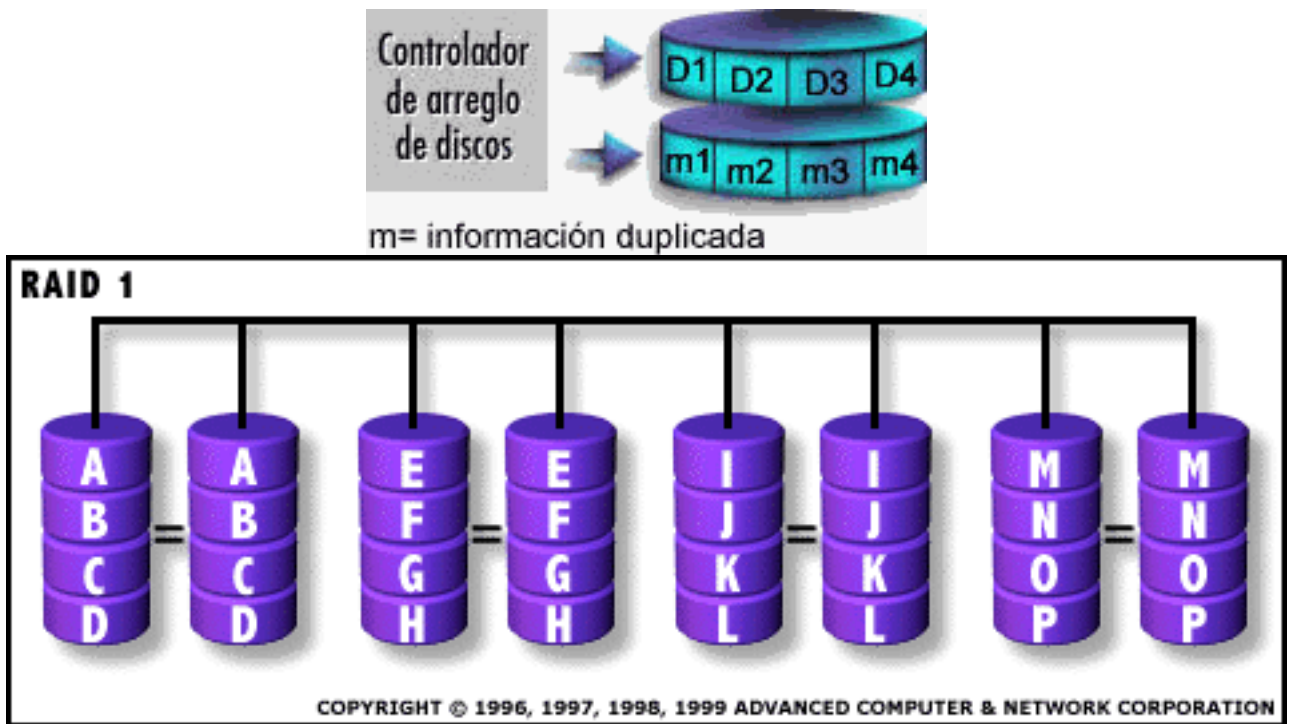 Controlador
de arreglo
de discos
D1 D2 D3 D4
m1 m2 m3 m4
m= información duplicada
RAID 1
A A E E I I M M
B B F F J J N N
= = = =
C C G G K K O O
D D H H L L P P
COPYRIGHT © 1996, 1997, 1998, 1999 ADVANCED COMPUTER & NETWORK CORPORATION